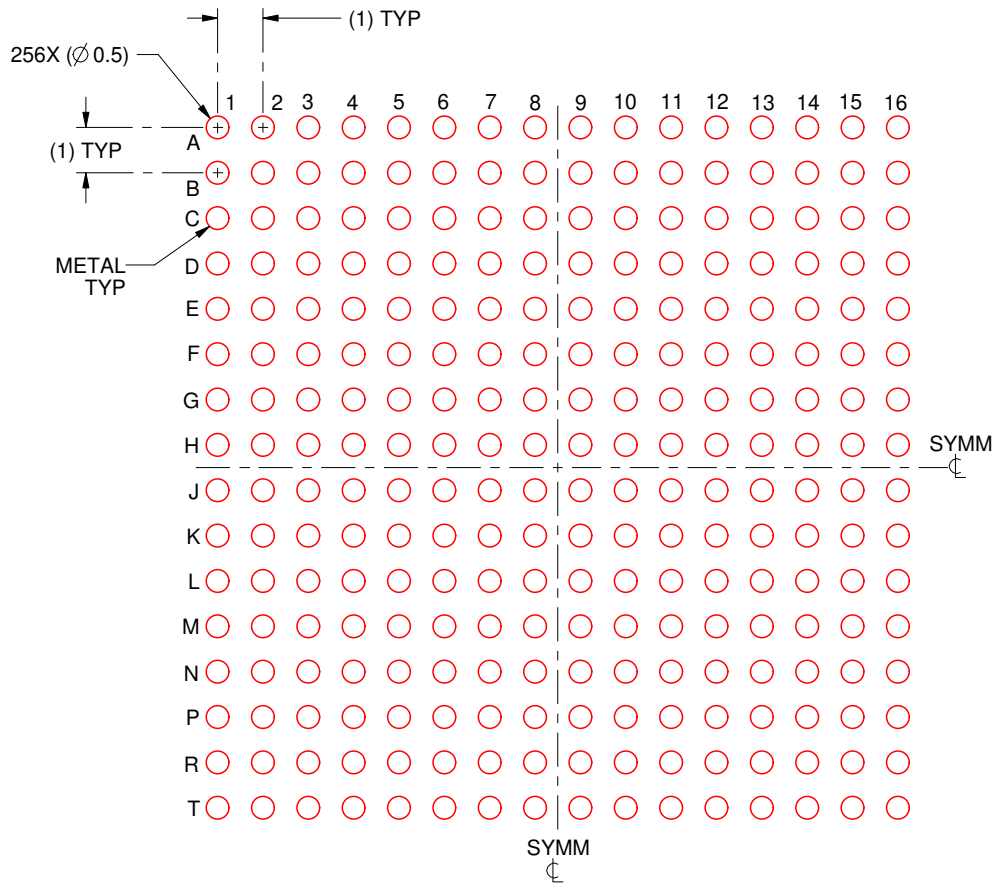 (1) TYP
256X (∅ 0.5)
1 2 3 4 5 6 7 8 9 10 11 12 13 14 15 16
A
(1) TYP
B
C
METAL
TYP
D
E
F
G
H
SYMM
℄
J
K
L
M
N
P
R
T
SYMM
℄